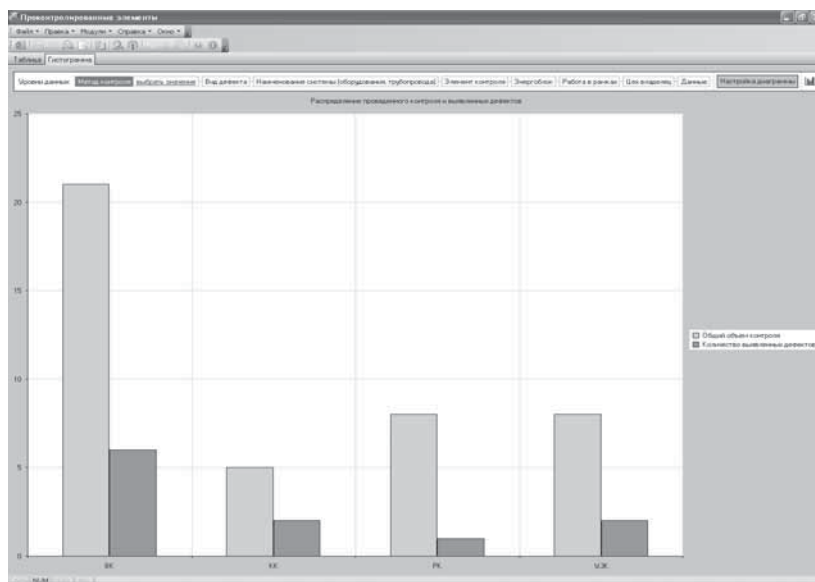 Проконтролированные элементы
Файл Правка Модули Справка Окно
Таблица Гистограмма
Уровни данных: Метод контроля выбрать значение Вид дефекта Наименование системы (оборудования, трубопровода) Элемент контроля Энергоблок Работа в рамках Цех владелец Данные Настройка диаграммы
Распределение проведенного контроля и выявленных дефектов
25
20
15
10
5
0
Общий объем контроля
Количество выявленных дефектов
ВК КК РК УЗК
NUM